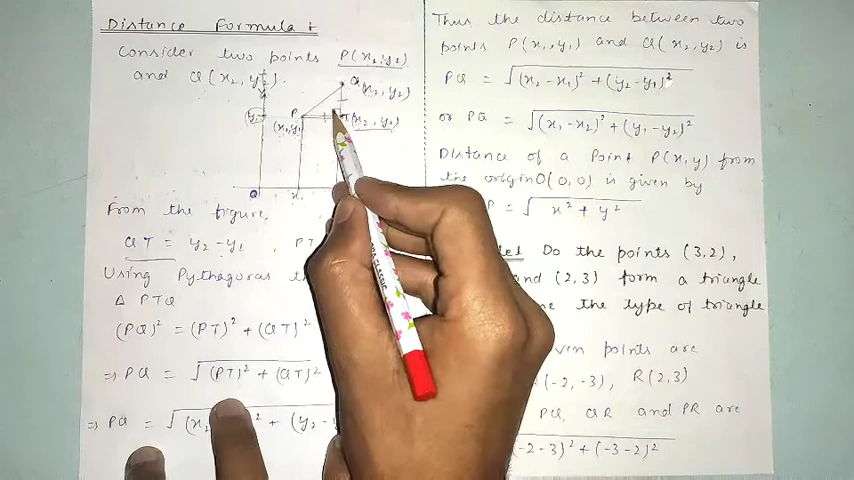 Distance Formula :
Consider two points P(x₁,y₁)
and Q(x₂,y₂).
Q(x₂,y₂)
P
y₁
(x₁,y₁)
T(x₂,y₁)
O
x₁
From the figure,
QT = y₂-y₁ , PT
Using Pythagoras
Δ PTQ
(PQ)² = (PT)² + (QT)²
⇒ PQ = √(PT)² + (QT)²
⇒ PQ = √(x₂ ² + (y₂ -
Thus the distance between two
points P(x₁,y₁) and Q(x₂,y₂) is
PQ = √(x₂-x₁)² + (y₂-y₁)²
or PQ = √(x₁-x₂)² + (y₁-y₂)²
Distance of a Point P(x,y) from
the origin O(0,0) is given by
P = √x² + y²
Do the points (3,2),
and (2,3) form a triangle
the type of triangle
points are
(-2,-3), R(2,3)
PQ, QR and PR are
(-2-3)² + (-3-2)²